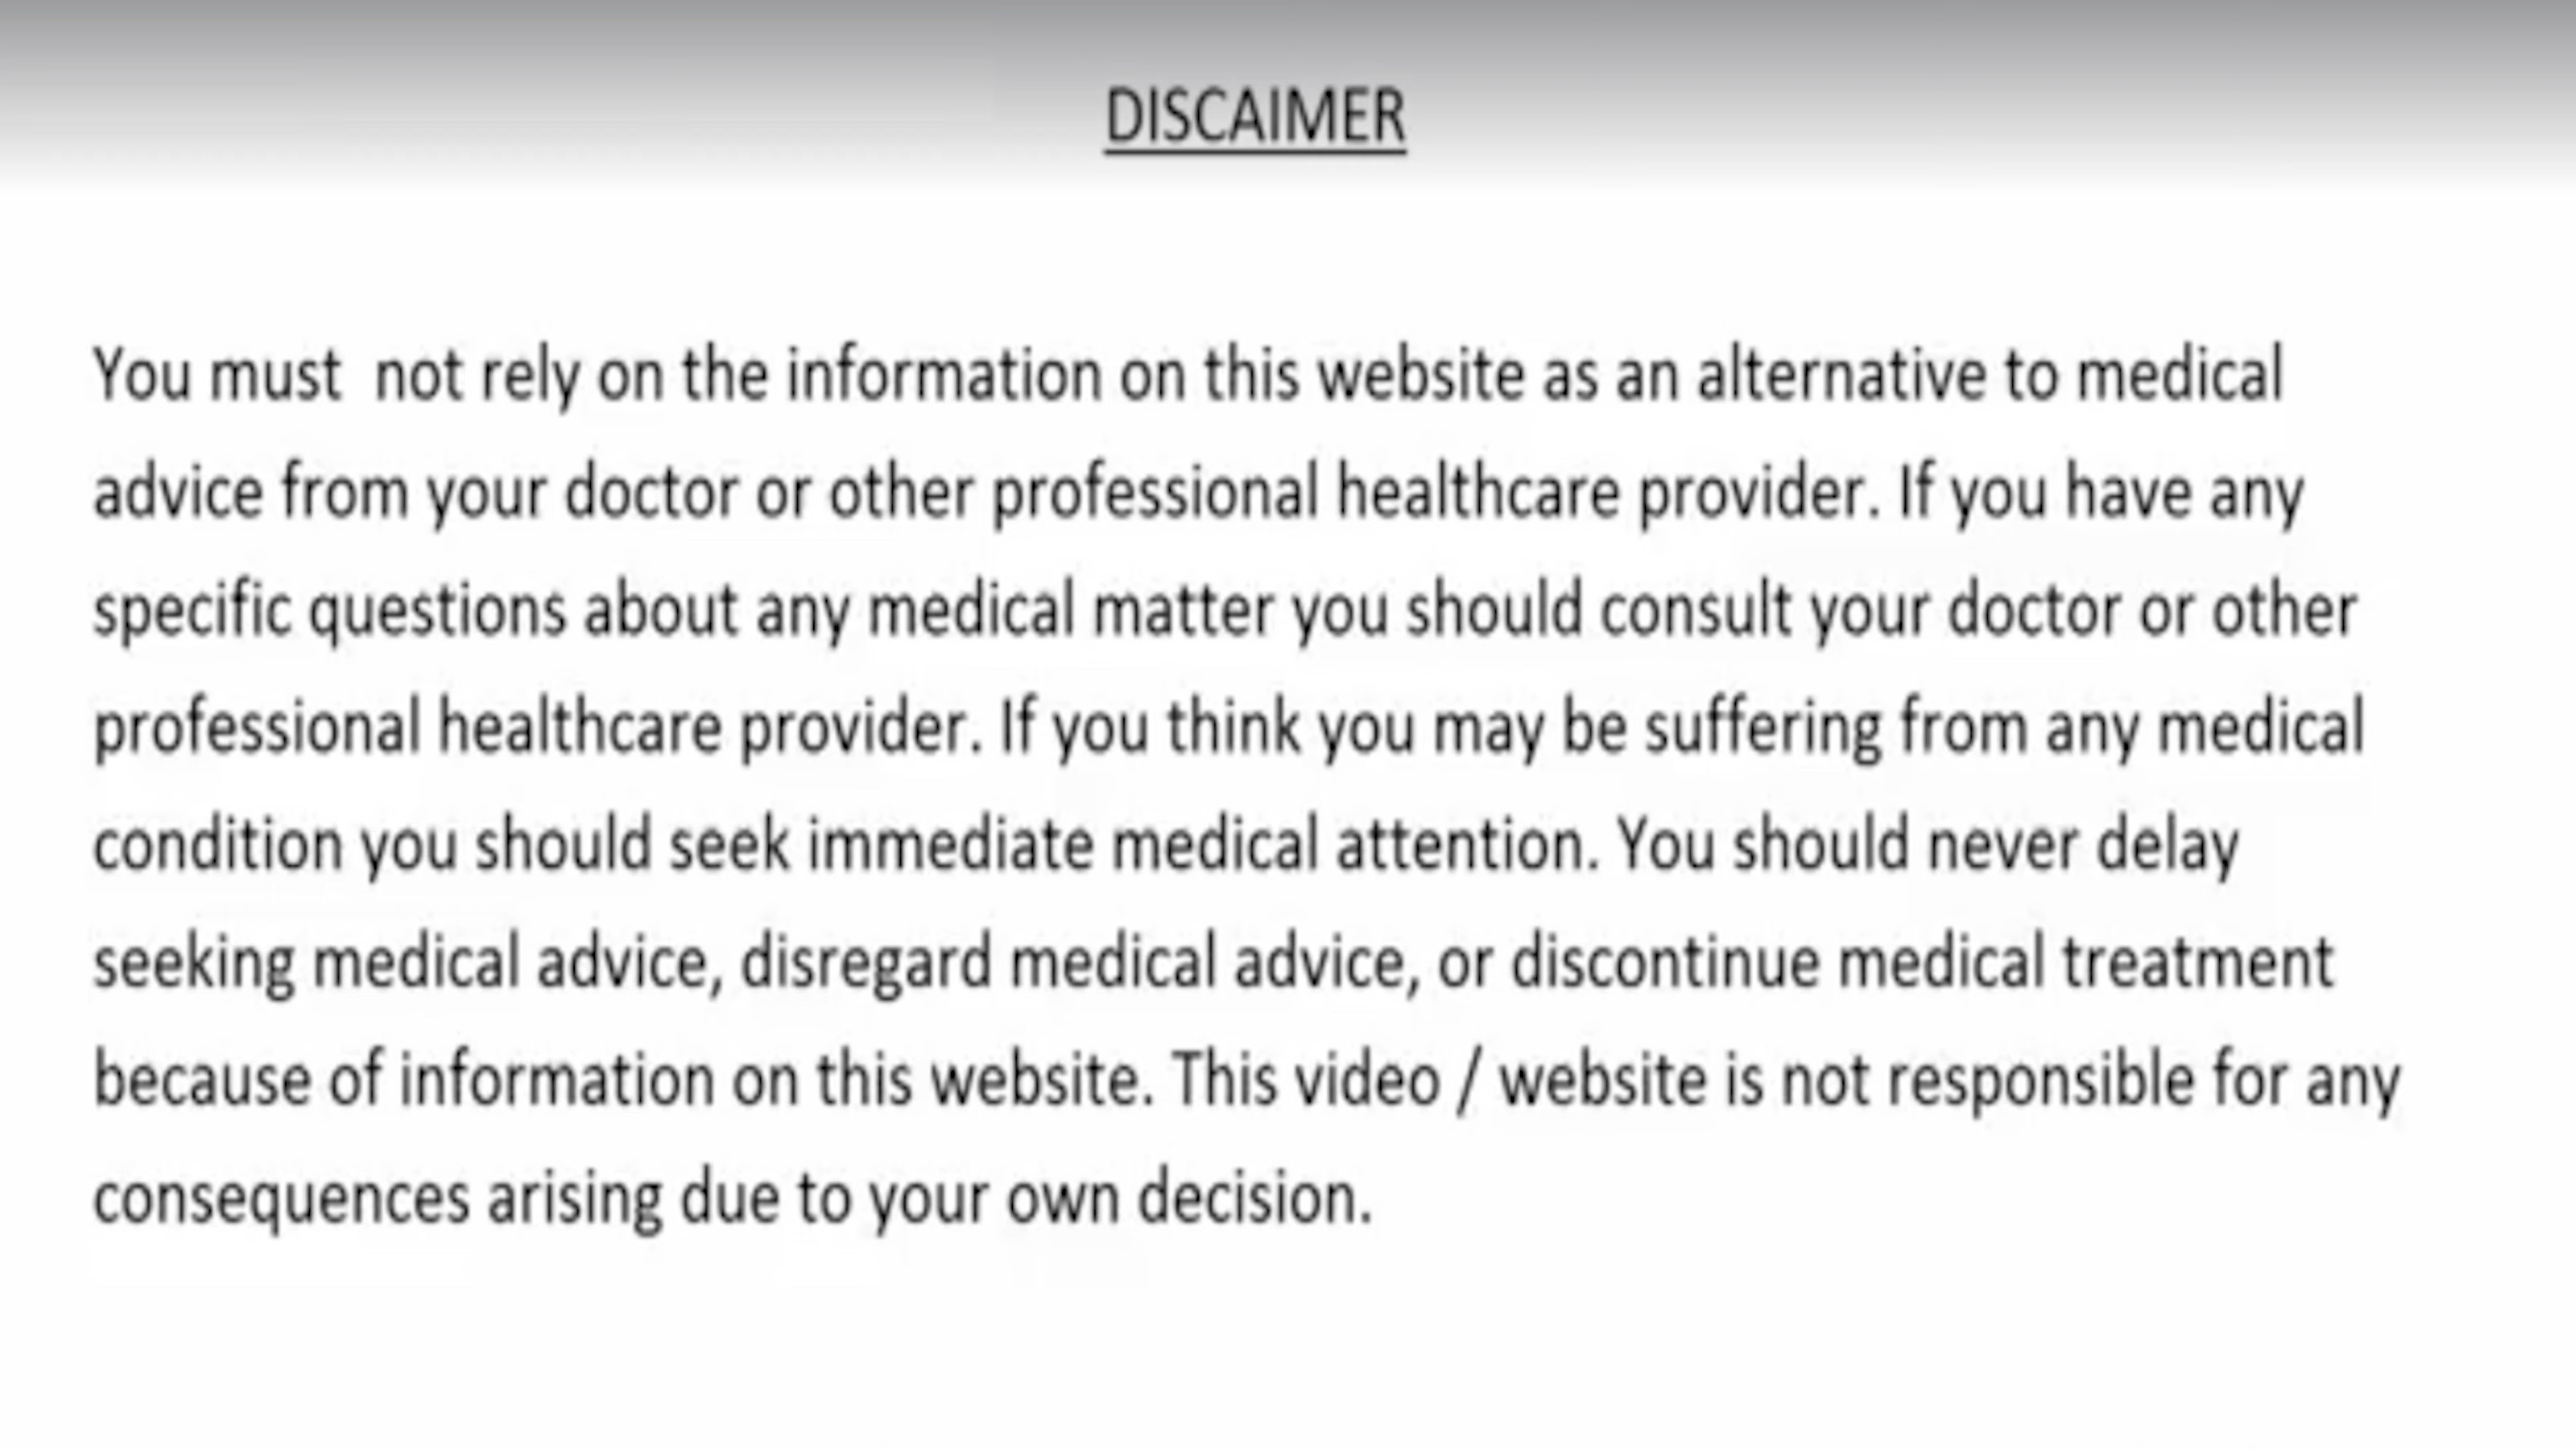 DISCAIMER
You must  not rely on the information on this website as an alternative to medical
advice from your doctor or other professional healthcare provider. If you have any
specific questions about any medical matter you should consult your doctor or other
professional healthcare provider. If you think you may be suffering from any medical
condition you should seek immediate medical attention. You should never delay
seeking medical advice, disregard medical advice, or discontinue medical treatment
because of information on this website. This video / website is not responsible for any
consequences arising due to your own decision.